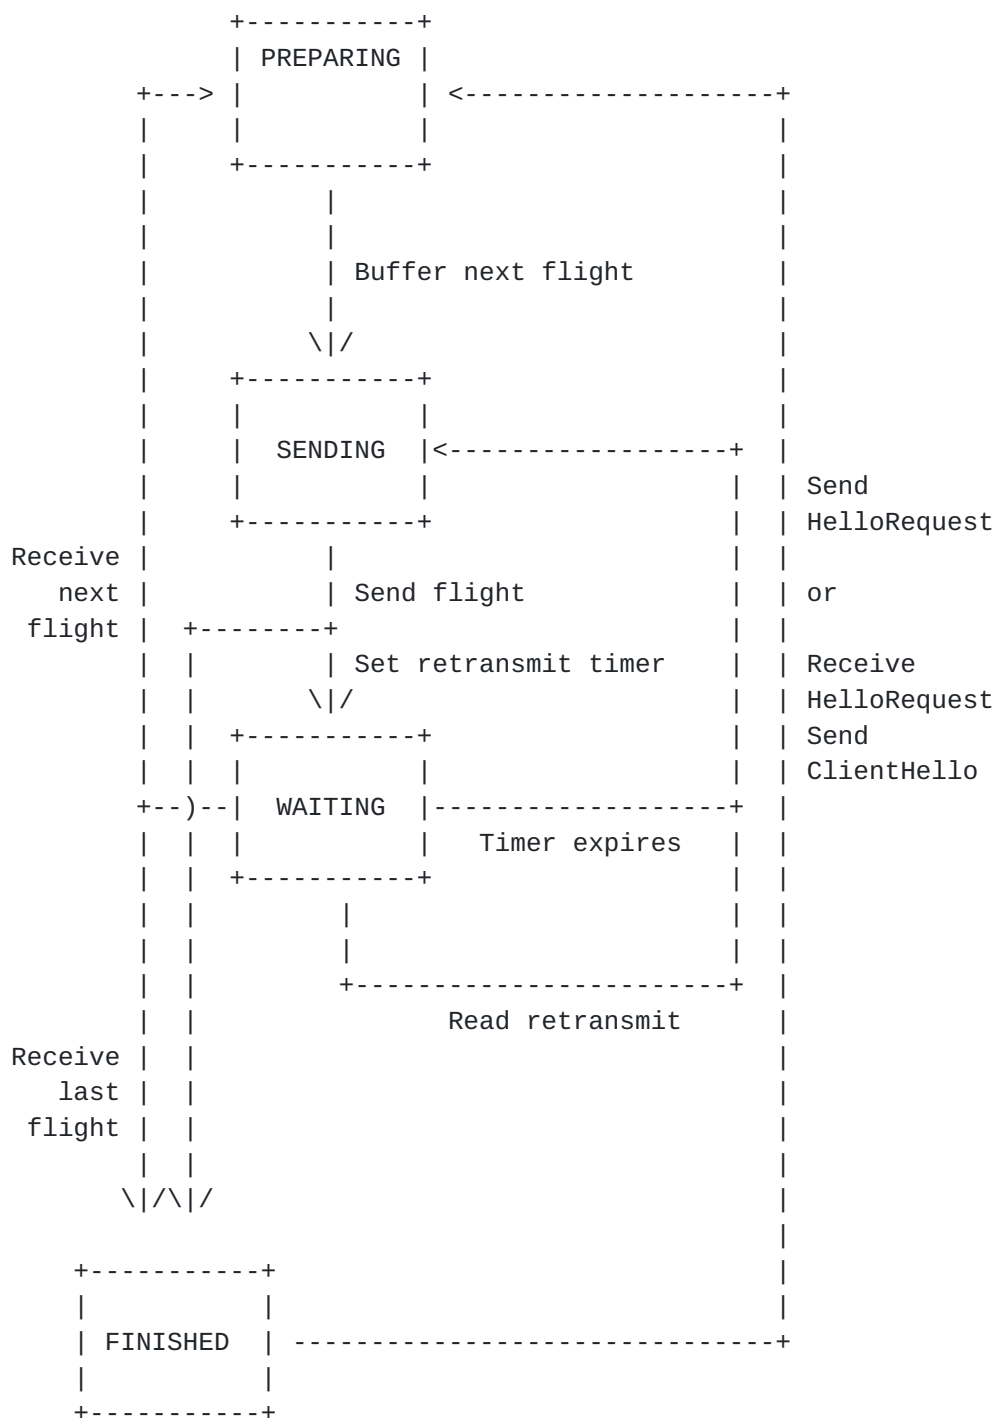 PREPARING
Buffer next flight
SENDING
Send
HelloRequest
Receive
next
Send flight
or
flight
Set retransmit timer
Receive
HelloRequest
Send
ClientHello
WAITING
Timer expires
Read retransmit
Receive
last
flight
FINISHED